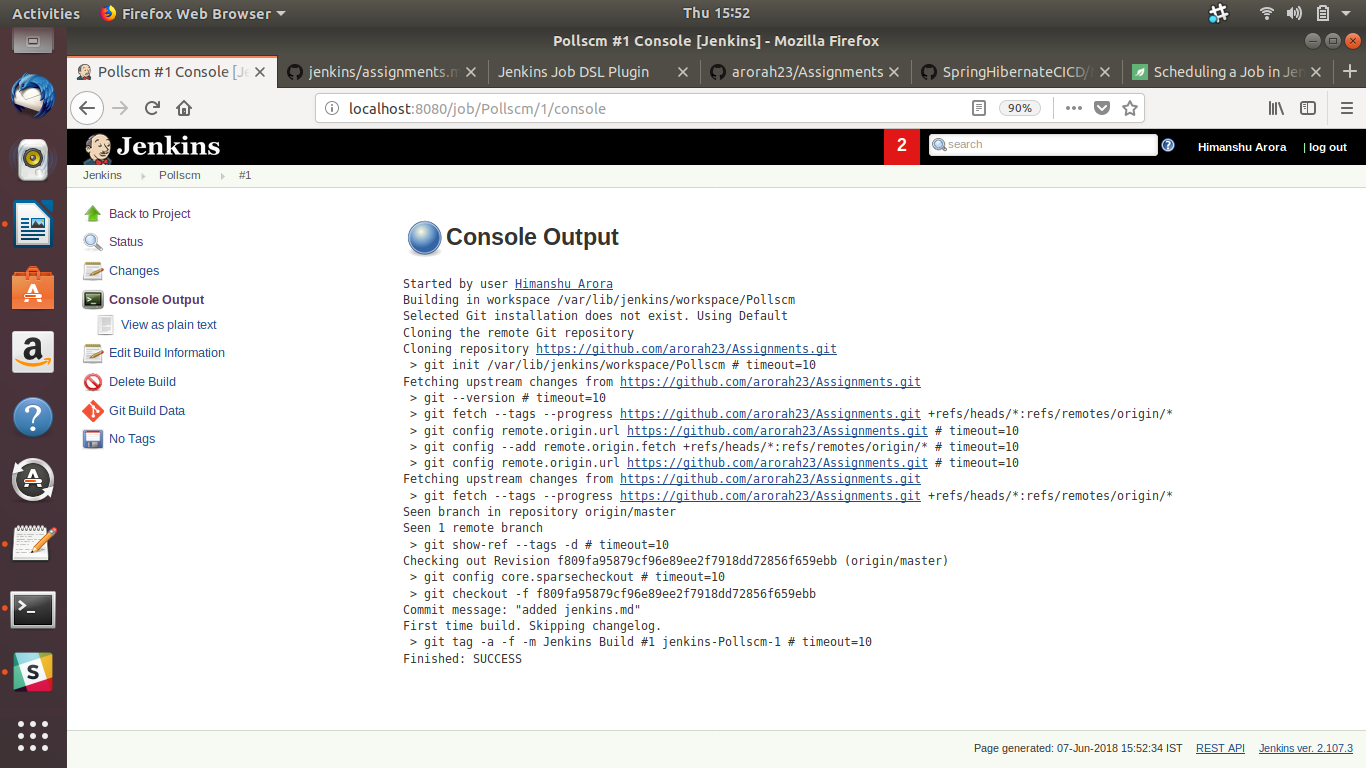 Activities Firefox Web Browser Thu 15:52
Pollscm #1 Console [Jenkins] - Mozilla Firefox
Pollscm #1 Console [Je jenkins/assignments.m Jenkins Job DSL Plugin arorah23/Assignments SpringHibernateCICD/ Scheduling a Job in Jen
localhost:8080/job/Pollscm/1/console 90%
Jenkins 2 search Himanshu Arora | log out
Jenkins Pollscm #1
Back to Project
Status
Changes
Console Output
View as plain text
Edit Build Information
Delete Build
Git Build Data
No Tags
Console Output
Started by user Himanshu Arora
Building in workspace /var/lib/jenkins/workspace/Pollscm
Selected Git installation does not exist. Using Default
Cloning the remote Git repository
Cloning repository https://github.com/arorah23/Assignments.git
> git init /var/lib/jenkins/workspace/Pollscm # timeout=10
Fetching upstream changes from https://github.com/arorah23/Assignments.git
> git --version # timeout=10
> git fetch --tags --progress https://github.com/arorah23/Assignments.git +refs/heads/*:refs/remotes/origin/*
> git config remote.origin.url https://github.com/arorah23/Assignments.git # timeout=10
> git config --add remote.origin.fetch +refs/heads/*:refs/remotes/origin/* # timeout=10
> git config remote.origin.url https://github.com/arorah23/Assignments.git # timeout=10
Fetching upstream changes from https://github.com/arorah23/Assignments.git
> git fetch --tags --progress https://github.com/arorah23/Assignments.git +refs/heads/*:refs/remotes/origin/*
Seen branch in repository origin/master
Seen 1 remote branch
> git show-ref --tags -d # timeout=10
Checking out Revision f809fa95879cf96e89ee2f7918dd72856f659ebb (origin/master)
> git config core.sparsecheckout # timeout=10
> git checkout -f f809fa95879cf96e89ee2f7918dd72856f659ebb
Commit message: "added jenkins.md"
First time build. Skipping changelog.
> git tag -a -f -m Jenkins Build #1 jenkins-Pollscm-1 # timeout=10
Finished: SUCCESS
Page generated: 07-Jun-2018 15:52:34 IST REST API Jenkins ver. 2.107.3